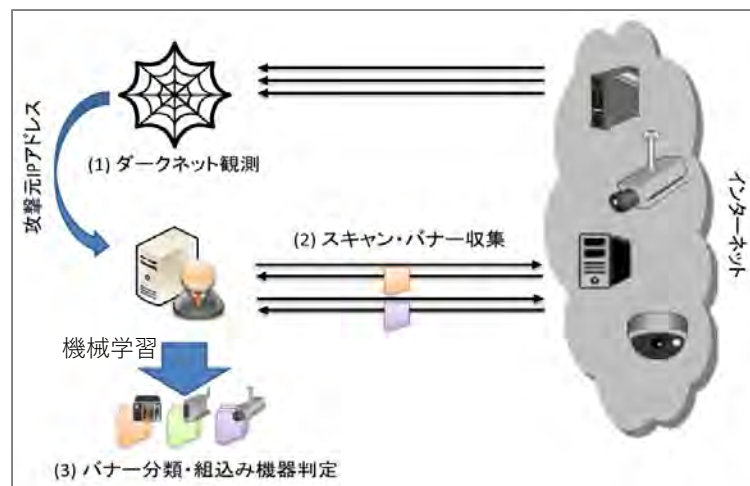 (1) ダークネット観測
攻撃元IPアドレス
(2) スキャン・バナー収集
インターネット
機械学習
(3) バナー分類・組込み機器判定